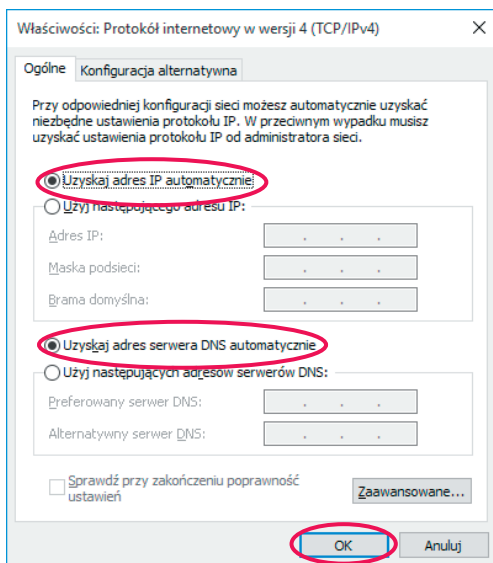 Właściwości: Protokół internetowy w wersji 4 (TCP/IPv4)
Ogólne Konfiguracja alternatywna
Przy odpowiedniej konfiguracji sieci możesz automatycznie uzyskać
niezbędne ustawienia protokołu IP. W przeciwnym wypadku musisz
uzyskać ustawienia protokołu IP od administratora sieci.
Uzyskaj adres IP automatycznie
Użyj następującego adresu IP:
Adres IP:
Maska podsieci:
Brama domyślna:
Uzyskaj adres serwera DNS automatycznie
Użyj następujących adresów serwerów DNS:
Preferowany serwer DNS:
Alternatywny serwer DNS:
Sprawdź przy zakończeniu poprawność
ustawień
Zaawansowane...
OK Anuluj